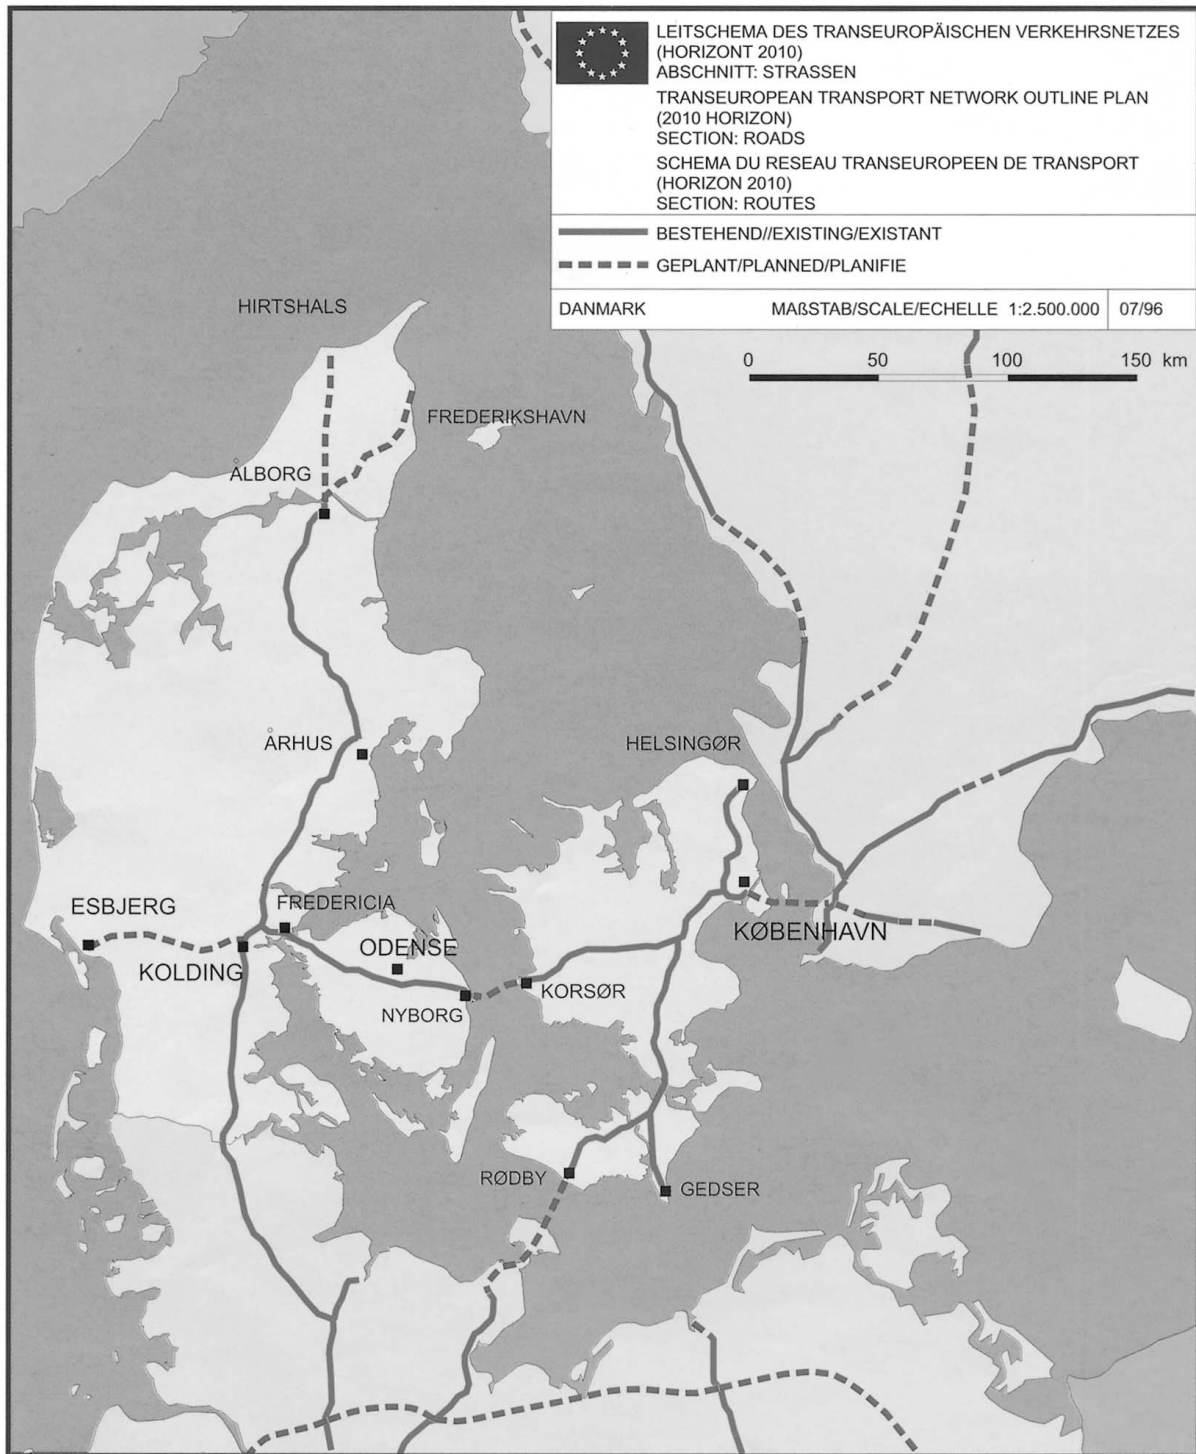 LEITSCHEMA DES TRANSEUROPÄISCHEN VERKEHRSNETZES
(HORIZONT 2010)
ABSCHNITT: STRASSEN
TRANSEUROPEAN TRANSPORT NETWORK OUTLINE PLAN
(2010 HORIZON)
SECTION: ROADS
SCHEMA DU RESEAU TRANSEUROPEEN DE TRANSPORT
(HORIZON 2010)
SECTION: ROUTES
BESTEHEND//EXISTING/EXISTANT
GEPLANT/PLANNED/PLANIFIE
DANMARK MAßSTAB/SCALE/ECHELLE 1:2.500.000 07/96
0 50 100 150 km
HIRTSHALS
FREDERIKSHAVN
ÅLBORG
ÅRHUS
HELSINGØR
ESBJERG
FREDERICIA
KØBENHAVN
ODENSE
KOLDING
KORSØR
NYBORG
RØDBY
GEDSER